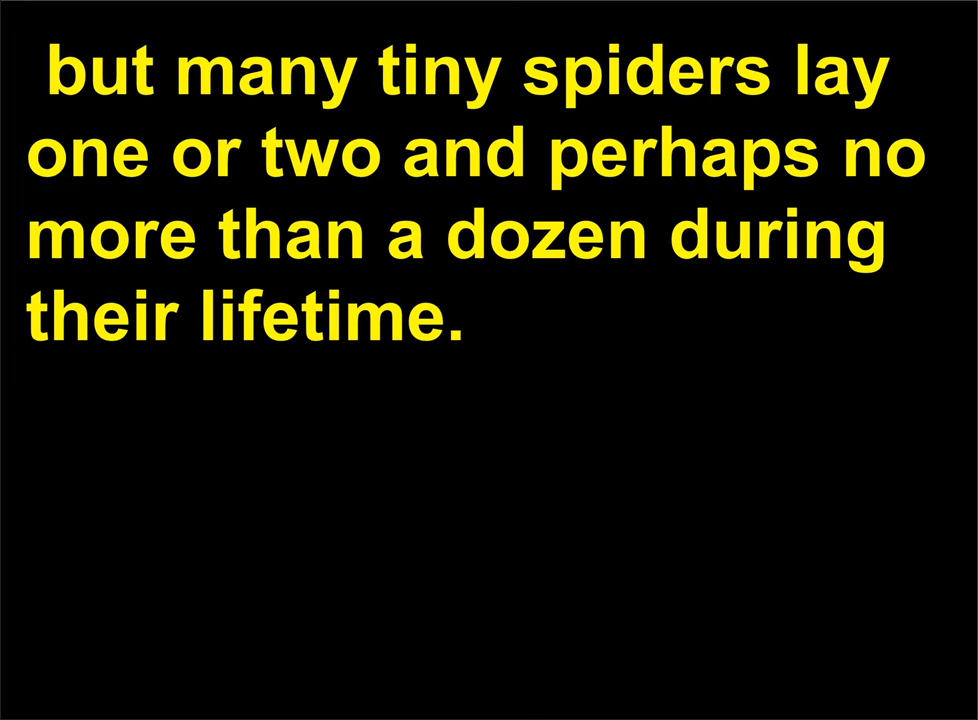 but many tiny spiders lay
one or two and perhaps no
more than a dozen during
their lifetime.